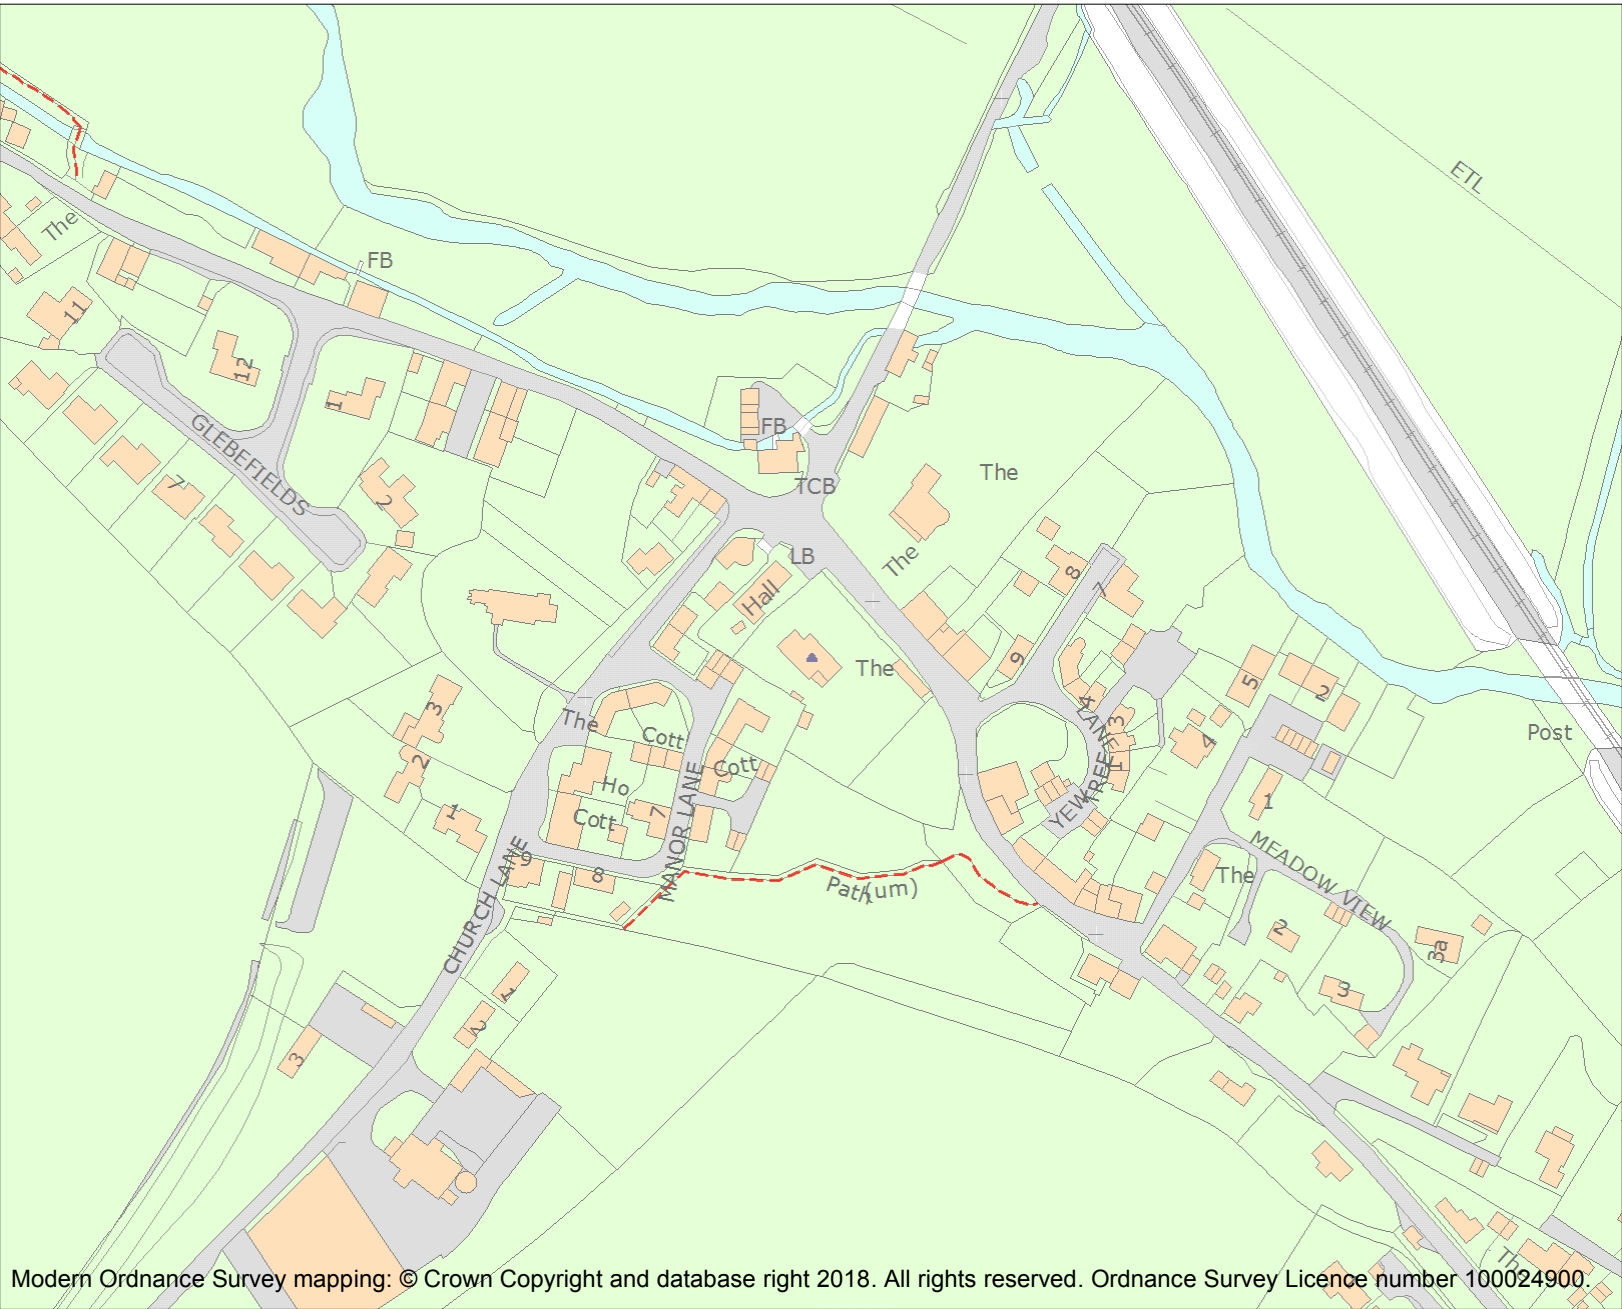 ETL
The
FB
11
12
1
GLEBEFIELDS
7
2
FB
TCB
The
LB
The
Hall
8
7
The
9
4
LANE
3
1
YEW TREE
5
2
4
Post
3
2
1
The
Cott
Cott
Ho
Cott
7
MANOR LANE
9
8
CHURCH LANE
Path (um)
1
MEADOW VIEW
The
2
3a
3
1
2
3
The
Modern Ordnance Survey mapping: © Crown Copyright and database right 2018. All rights reserved. Ordnance Survey Licence number 100024900.